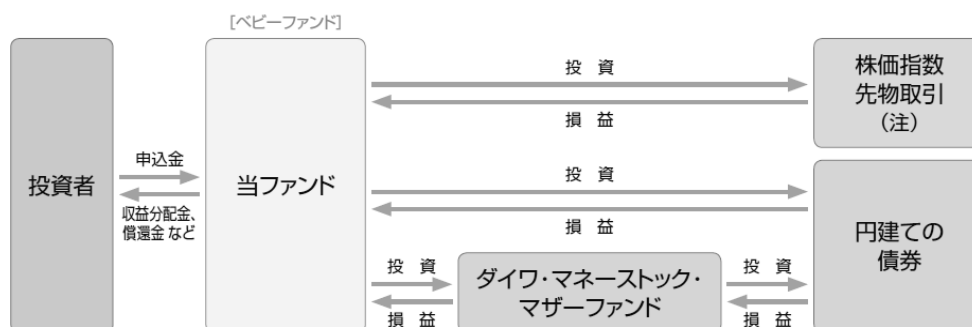 [ベビーファンド]
投資者
申込金
収益分配金、
償還金 など
当ファンド
投 資
損 益
株価指数
先物取引
（注）
投 資
損 益
円建ての
債券
投 資
損 益
ダイワ・マネーストック・
マザーファンド
投 資
損 益